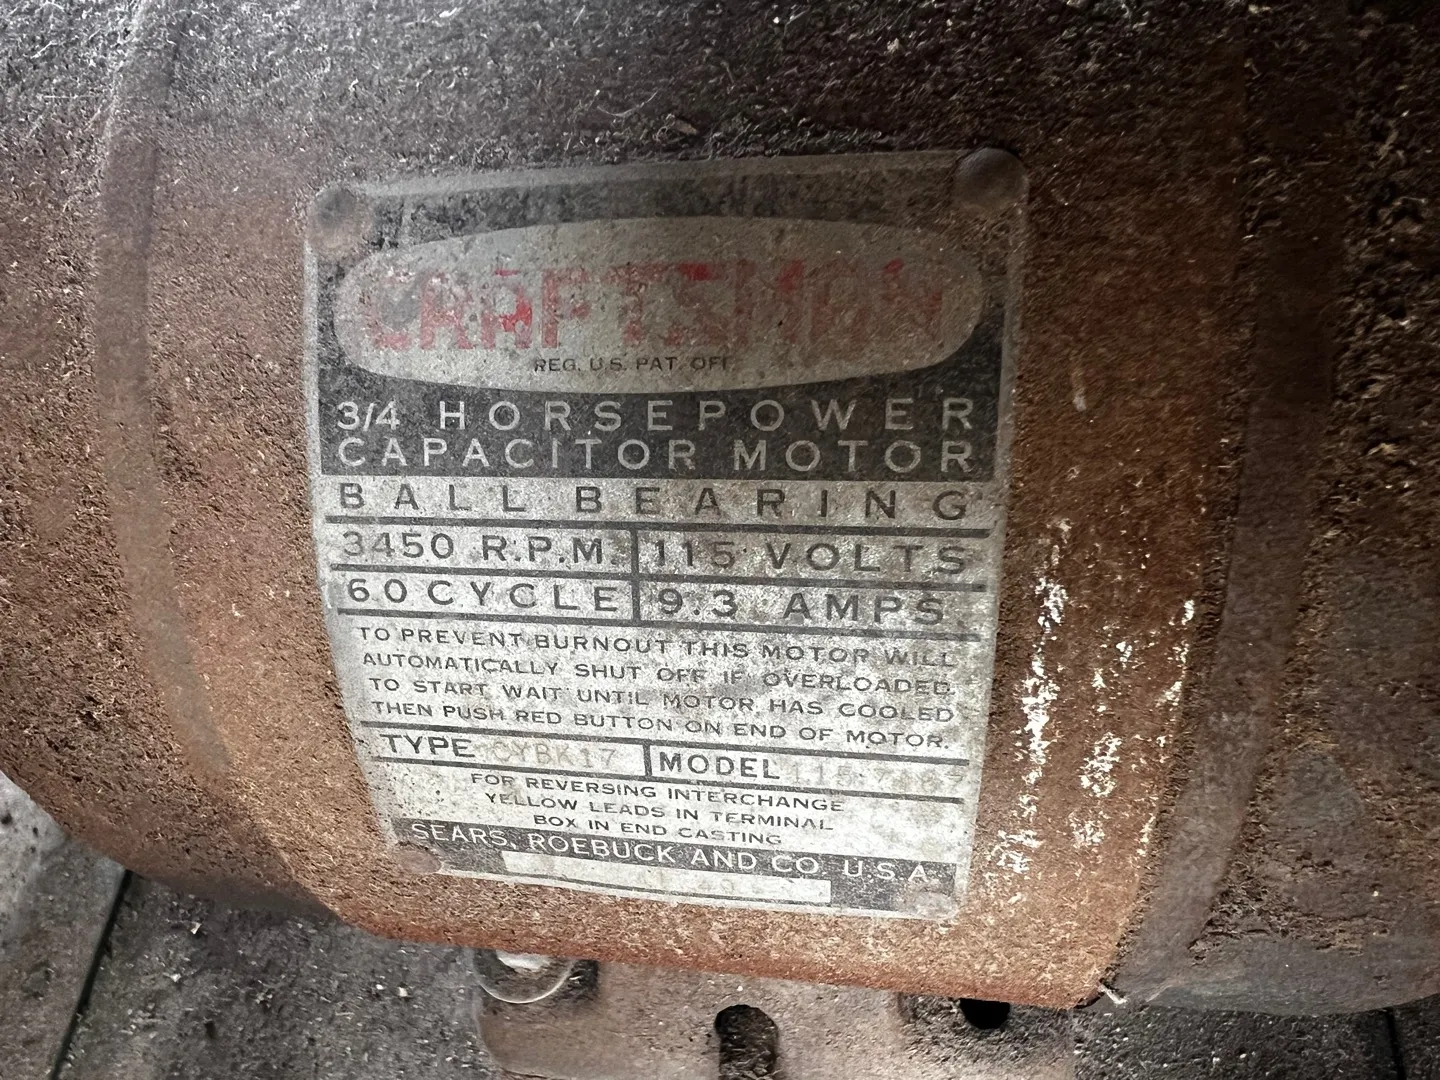 CRAFTSMAN
REG. U.S. PAT. OFF.
3/4 HORSEPOWER
CAPACITOR MOTOR
BALL BEARING
3450 R.P.M. 115 VOLTS
60 CYCLE 9.3 AMPS
TO PREVENT BURNOUT THIS MOTOR WILL
AUTOMATICALLY SHUT OFF IF OVERLOADED.
TO START, WAIT UNTIL MOTOR HAS COOLED
THEN PUSH RED BUTTON ON END OF MOTOR.
TYPE MODEL
FOR REVERSING INTERCHANGE
YELLOW LEADS IN TERMINAL
BOX IN END CASTING
SEARS, ROEBUCK AND CO. U.S.A.